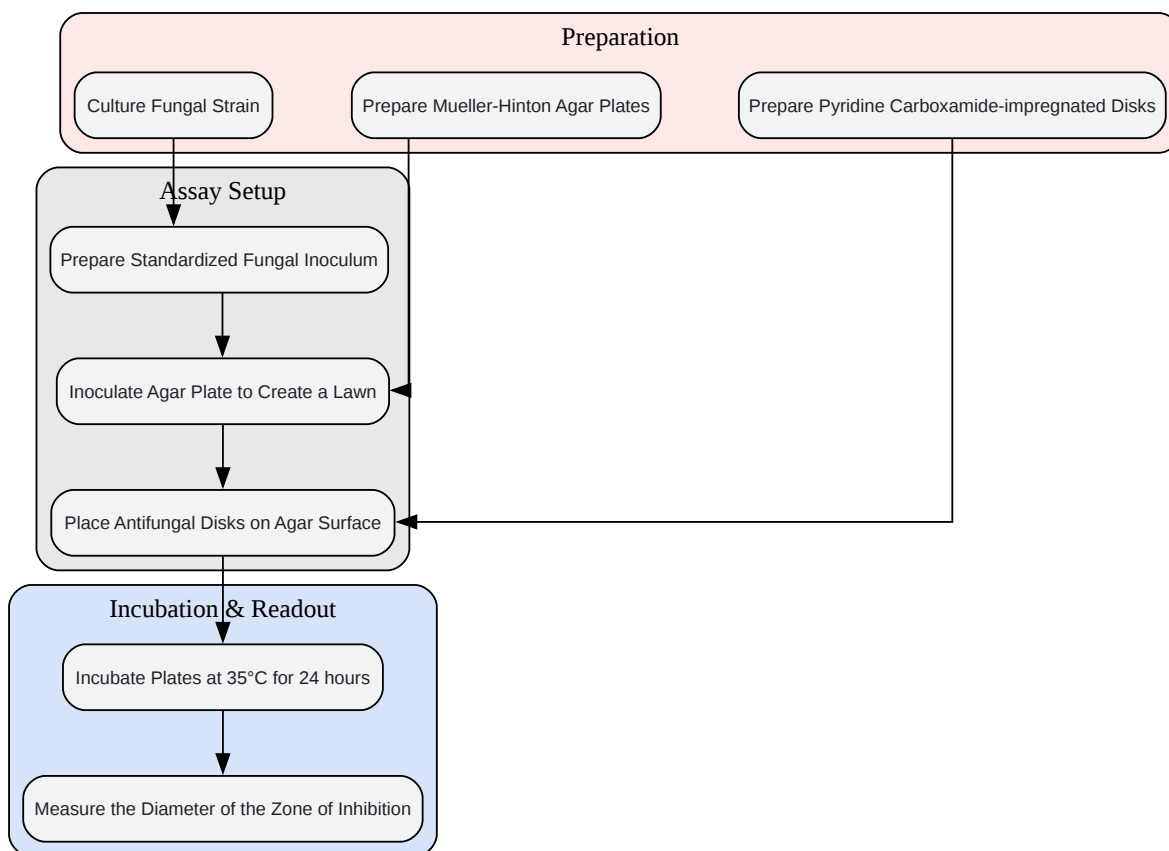 Preparation
Culture Fungal Strain
Prepare Mueller-Hinton Agar Plates
Prepare Pyridine Carboxamide-impregnated Disks
Assay Setup
Prepare Standardized Fungal Inoculum
Inoculate Agar Plate to Create a Lawn
Place Antifungal Disks on Agar Surface
Incubation & Readout
Incubate Plates at 35°C for 24 hours
Measure the Diameter of the Zone of Inhibition